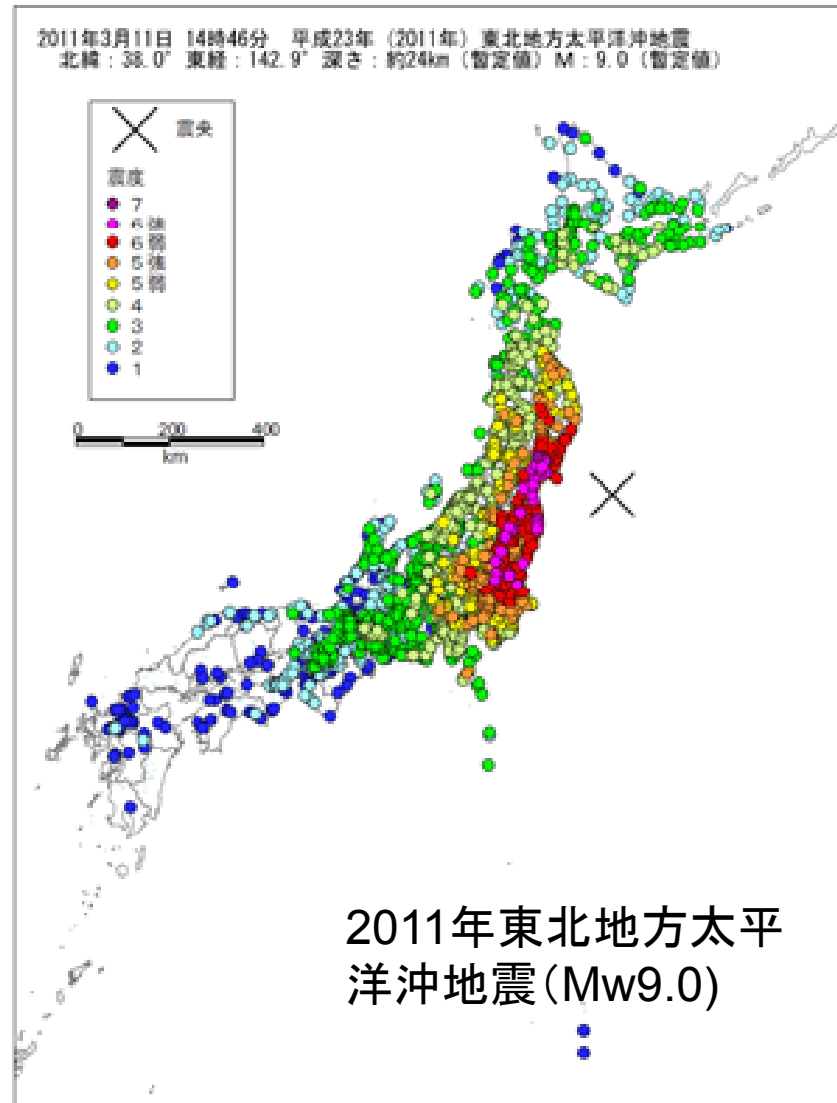 2011年3月11日 14時46分 平成23年 (2011年) 東北地方太平洋沖地震
北緯：38.0° 東経：142.9° 深さ：約24km (暫定値) M：9.0 (暫定値)
震央
震度
7
6強
6弱
5強
5弱
4
3
2
1
0 200 400
km
2011年東北地方太平
洋沖地震(Mw9.0)